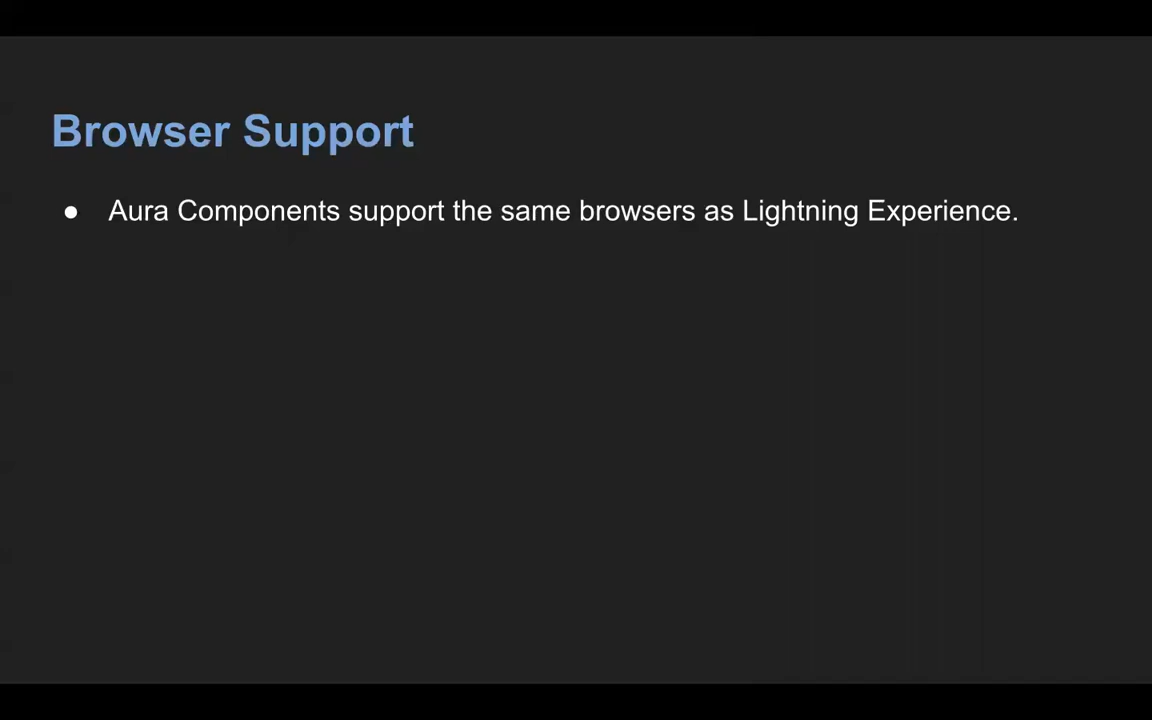 Browser Support
● Aura Components support the same browsers as Lightning Experience.